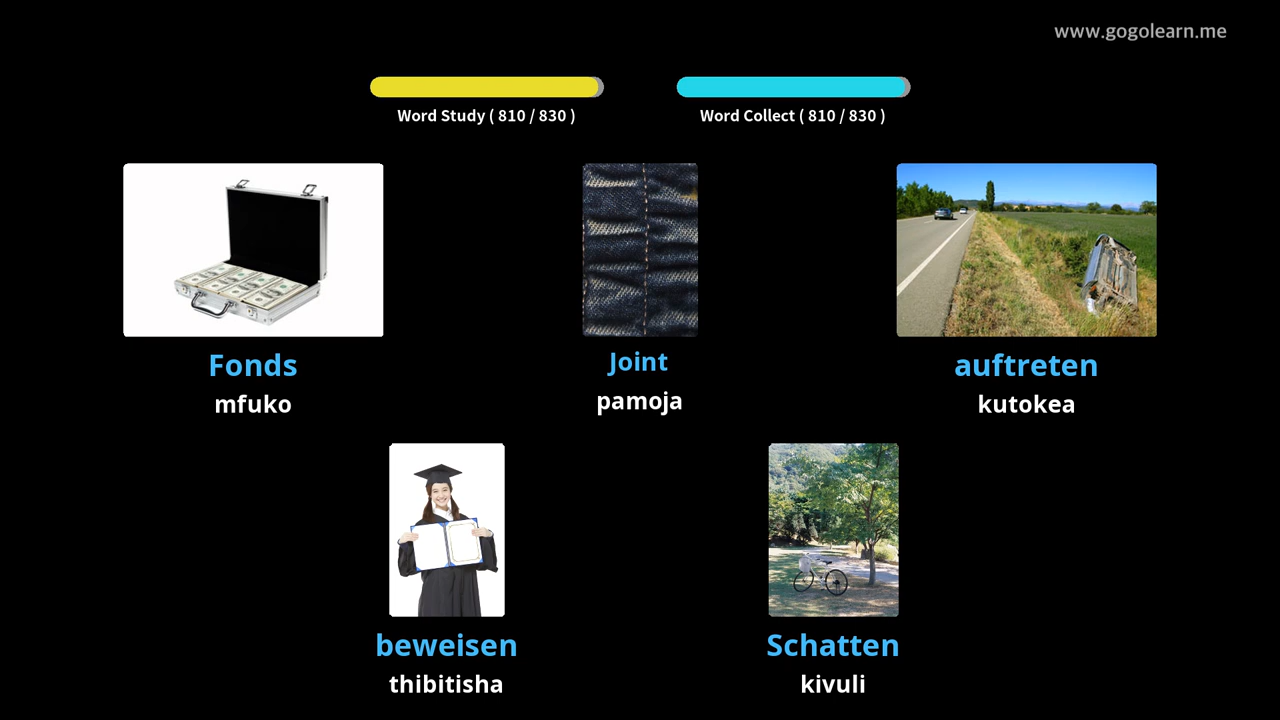 www.gogolearn.me
Word Study ( 810 / 830 )
Word Collect ( 810 / 830 )
Fonds
mfuko
Joint
pamoja
auftreten
kutokea
beweisen
thibitisha
Schatten
kivuli